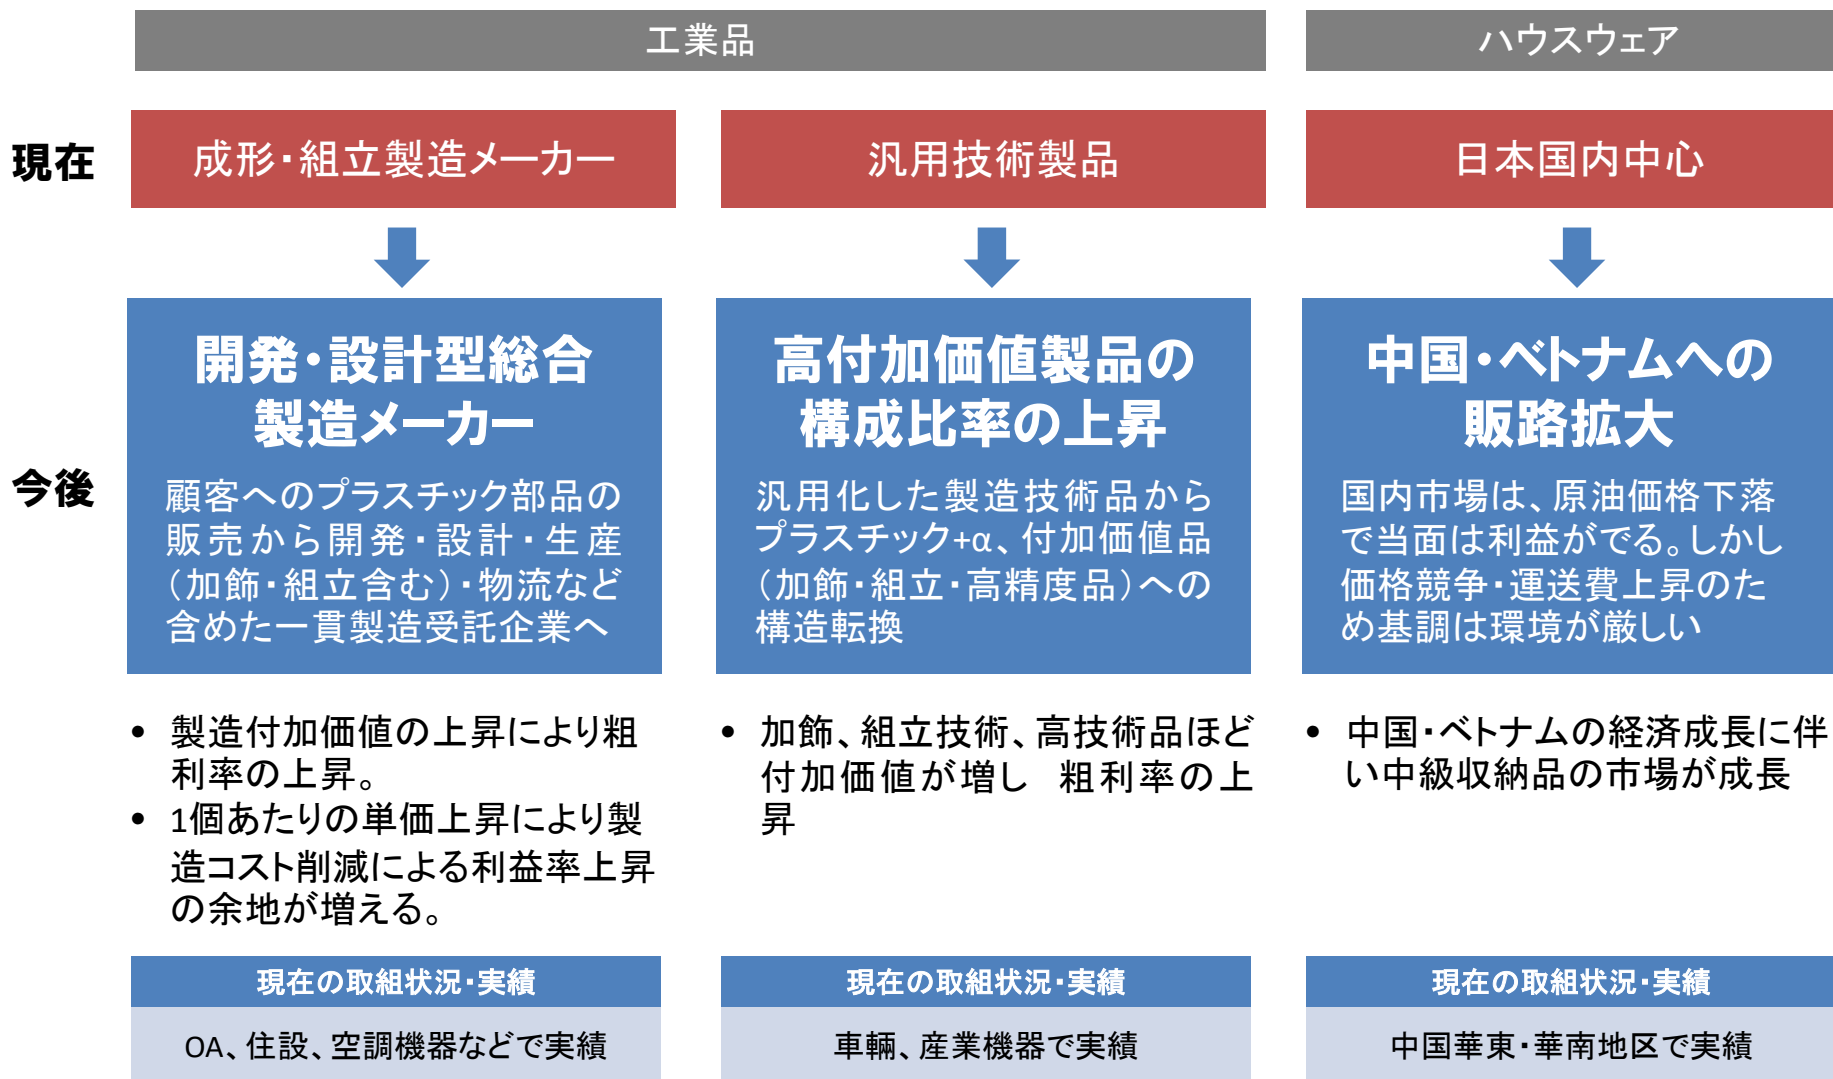 工業品
ハウスウェア
現在
成形・組立製造メーカー
汎用技術製品
日本国内中心
今後
開発・設計型総合
製造メーカー
顧客へのプラスチック部品の
販売から開発・設計・生産
（加飾・組立含む）・物流など
含めた一貫製造受託企業へ
高付加価値製品の
構成比率の上昇
汎用化した製造技術品から
プラスチック+α、付加価値品
（加飾・組立・高精度品）への
構造転換
中国・ベトナムへの
販路拡大
国内市場は、原油価格下落
で当面は利益がでる。しかし
価格競争・運送費上昇のた
め基調は環境が厳しい
• 製造付加価値の上昇により粗
利率の上昇。
• 1個あたりの単価上昇により製
造コスト削減による利益率上昇
の余地が増える。
• 加飾、組立技術、高技術品ほど
付加価値が増し　粗利率の上
昇
• 中国・ベトナムの経済成長に伴
い中級収納品の市場が成長
現在の取組状況・実績
OA、住設、空調機器などで実績
現在の取組状況・実績
車輌、産業機器で実績
現在の取組状況・実績
中国華東・華南地区で実績